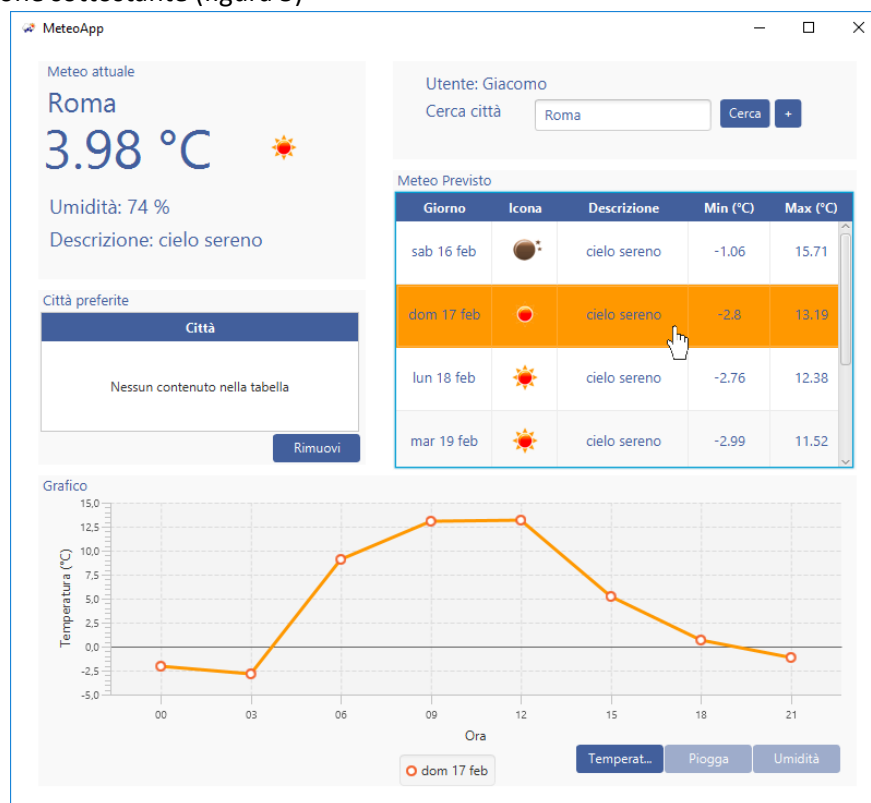 one sottostante (figura 3)
MeteoApp
Meteo attuale
Roma
3.98 °C
Umidità: 74 %
Descrizione: cielo sereno
Utente: Giacomo
Cerca città
Roma
Cerca
+
Meteo Previsto
Giorno Icona Descrizione Min (°C) Max (°C)
sab 16 feb cielo sereno -1.06 15.71
dom 17 feb cielo sereno -2.8 13.19
lun 18 feb cielo sereno -2.76 12.38
mar 19 feb cielo sereno -2.99 11.52
Città preferite
Città
Nessun contenuto nella tabella
Rimuovi
Grafico
Temperatura (°C)
15,0
12,5
10,0
7,5
5,0
2,5
0,0
-2,5
-5,0
00 03 06 09 12 15 18 21
Ora
dom 17 feb
Temperat... Piogga Umidità